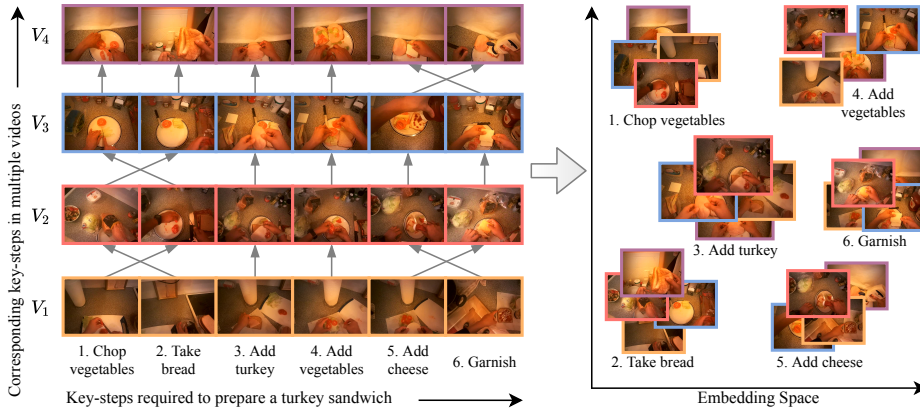 Corresponding key-steps in multiple videos
V4
V3
V2
V1
1. Chop
vegetables
2. Take
bread
3. Add
turkey
4. Add
vegetables
5. Add
cheese
6. Garnish
Key-steps required to prepare a turkey sandwich
1. Chop vegetables
4. Add
vegetables
3. Add turkey
6. Garnish
2. Take bread
5. Add cheese
Embedding Space